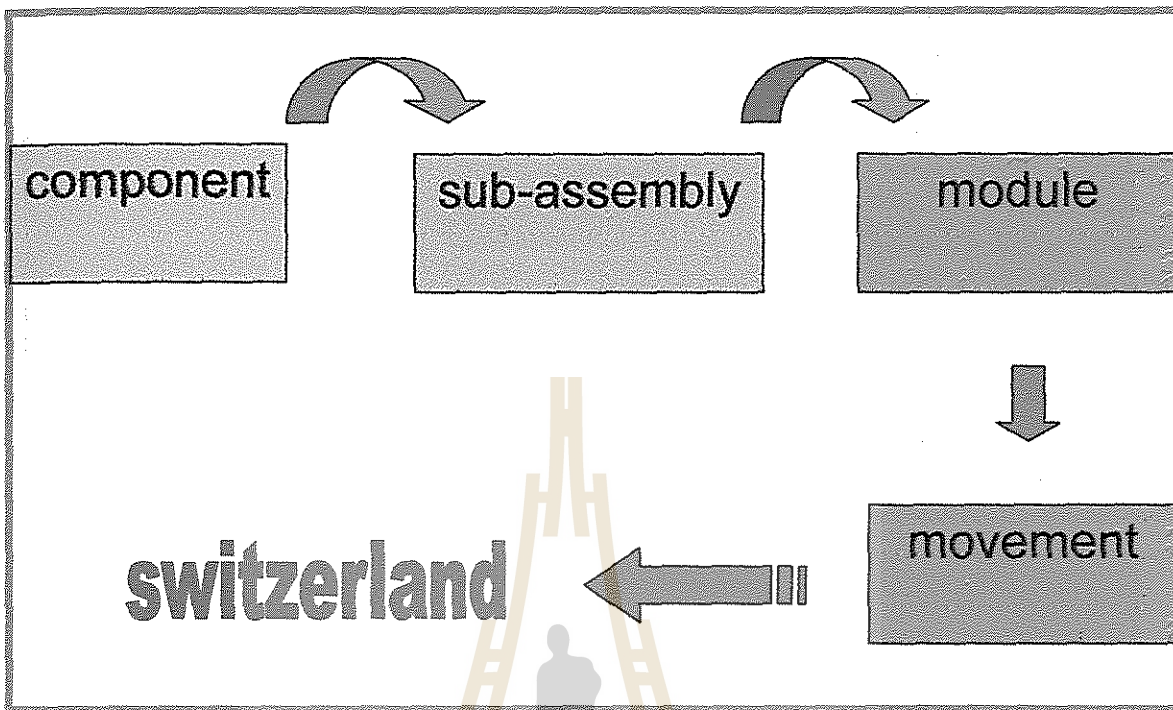 component
sub-assembly
module
movement
switzerland